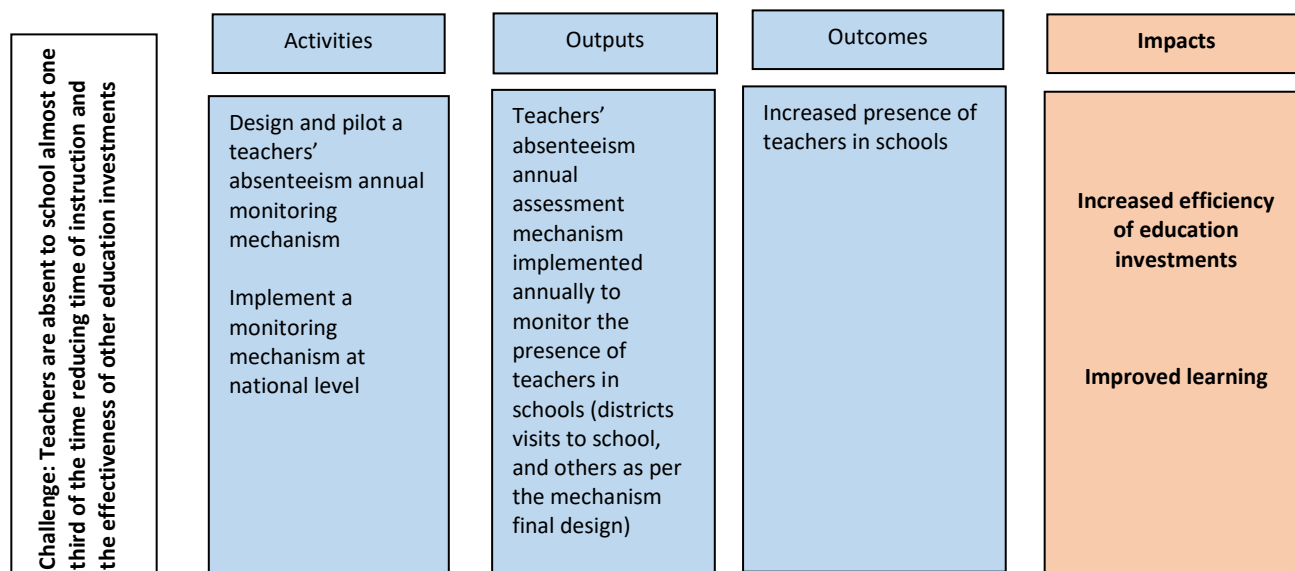 Challenge: Teachers are absent to school almost one
third of the time reducing time of instruction and
the effectiveness of other education investments
Activities
Design and pilot a
teachers’
absenteeism annual
monitoring
mechanism
Implement a
monitoring
mechanism at
national level
Outputs
Teachers’
absenteeism
annual
assessment
mechanism
implemented
annually to
monitor the
presence of
teachers in
schools (districts
visits to school,
and others as per
the mechanism
final design)
Outcomes
Increased presence of
teachers in schools
Impacts
Increased efficiency
of education
investments
Improved learning